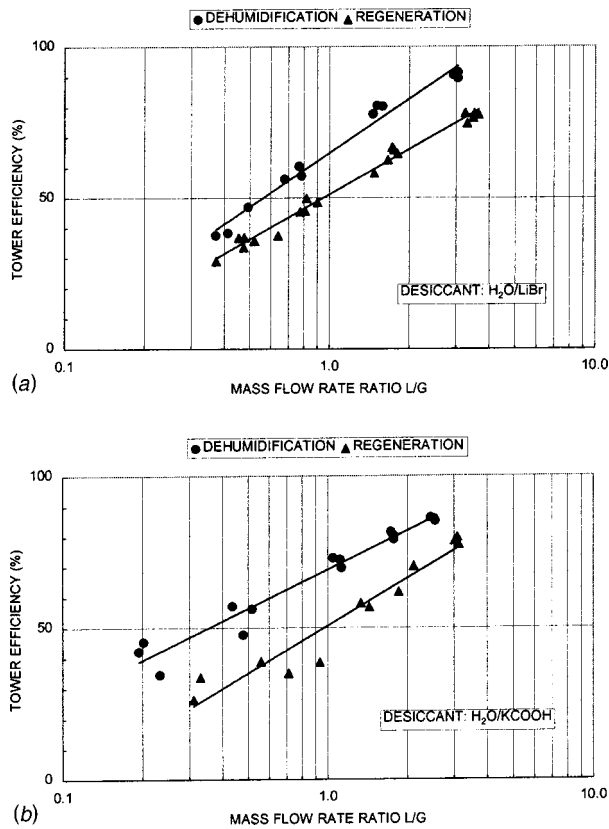 ● DEHUMIDIFICATION ▲ REGENERATION
100
50
0
TOWER EFFICIENCY (%)
DESICCANT: H₂O/LiBr
0.1 1.0 10.0
(a)
MASS FLOW RATE RATIO L/G
● DEHUMIDIFICATION ▲ REGENERATION
100
50
0
TOWER EFFICIENCY (%)
DESICCANT: H₂O/KCOOH
0.1 1.0 10.0
(b)
MASS FLOW RATE RATIO L/G